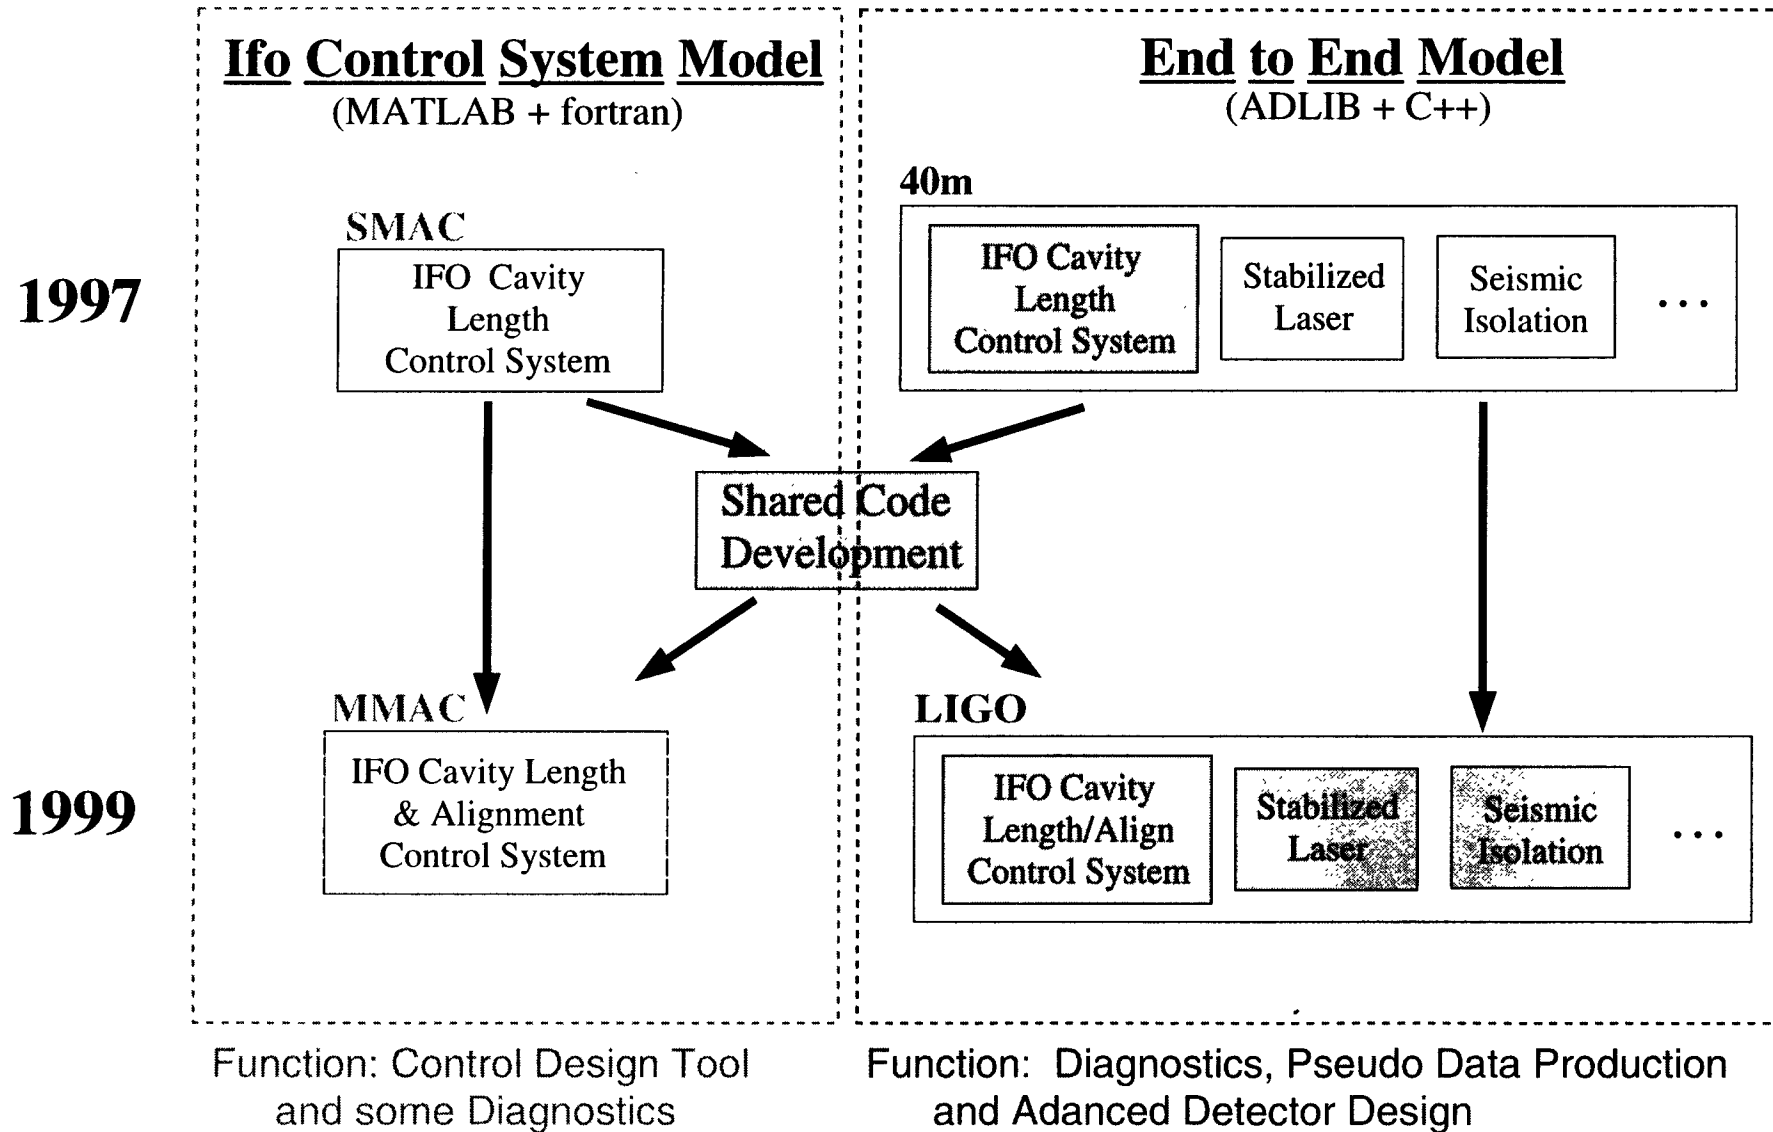 Ifo Control System Model
(MATLAB + fortran)
End to End Model
(ADLIB + C++)
1997
SMAC
IFO Cavity
Length
Control System
40m
IFO Cavity
Length
Control System
Stabilized
Laser
Seismic
Isolation
...
Shared Code
Development
1999
MMAC
IFO Cavity Length
& Alignment
Control System
LIGO
IFO Cavity
Length/Align
Control System
Stabilized
Laser
Seismic
Isolation
...
Function: Control Design Tool
and some Diagnostics
Function: Diagnostics, Pseudo Data Production
and Adanced Detector Design